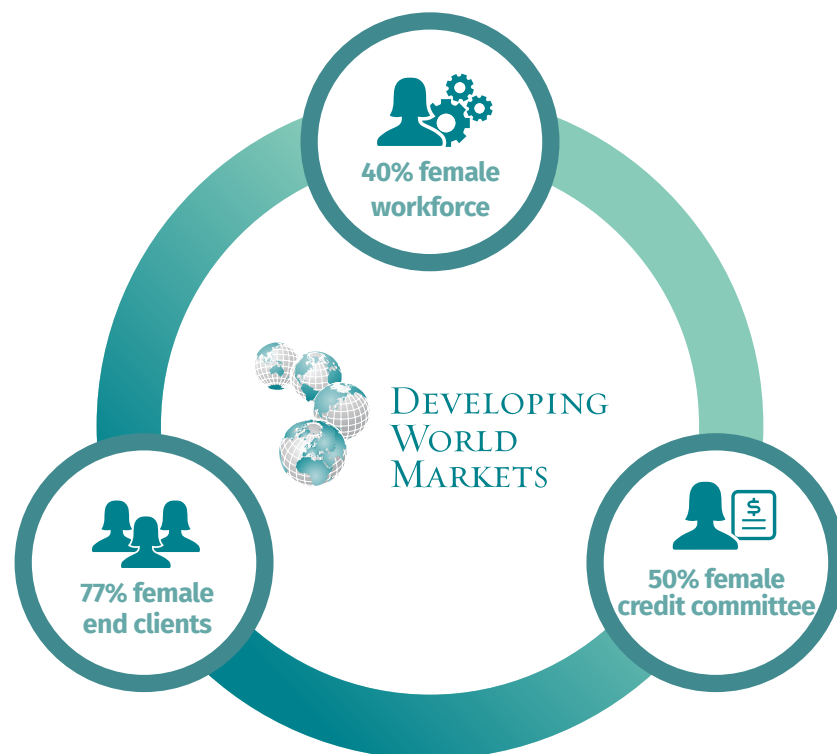 40% female
workforce
DEVELOPING
WORLD
MARKETS
77% female
end clients
$
50% female
credit committee